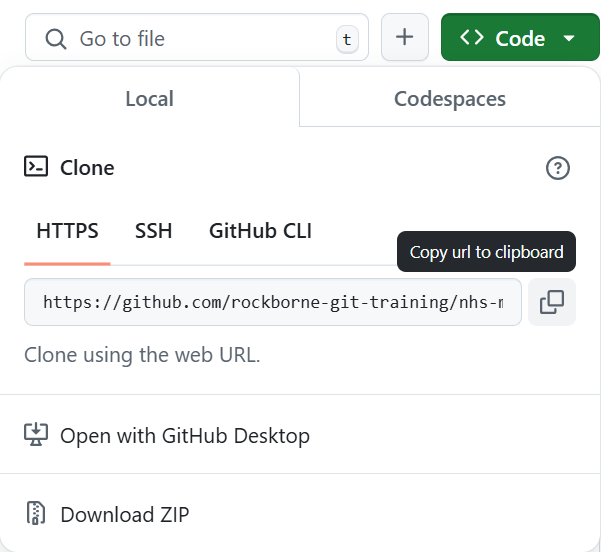 Go to file t + Code
Local Codespaces
Clone
HTTPS SSH GitHub CLI
Copy url to clipboard
https://github.com/rockborne-git-training/nhs-m
Clone using the web URL.
Open with GitHub Desktop
Download ZIP